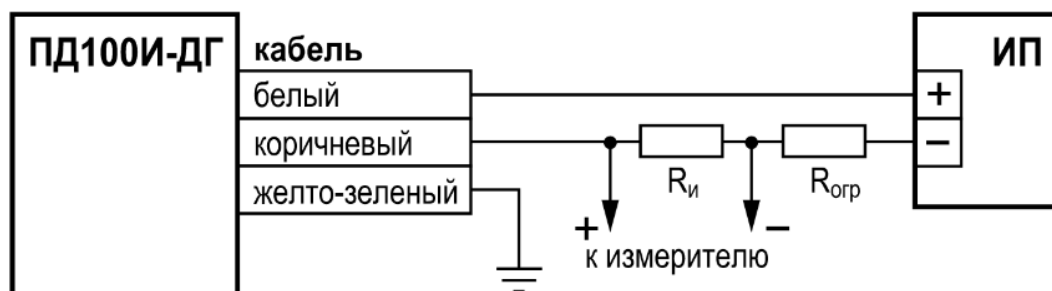 ПД100И-ДГ
кабель
ИП
белый
+
коричневый
–
желто-зеленый
Rи
Rогр
+
–
к измерителю